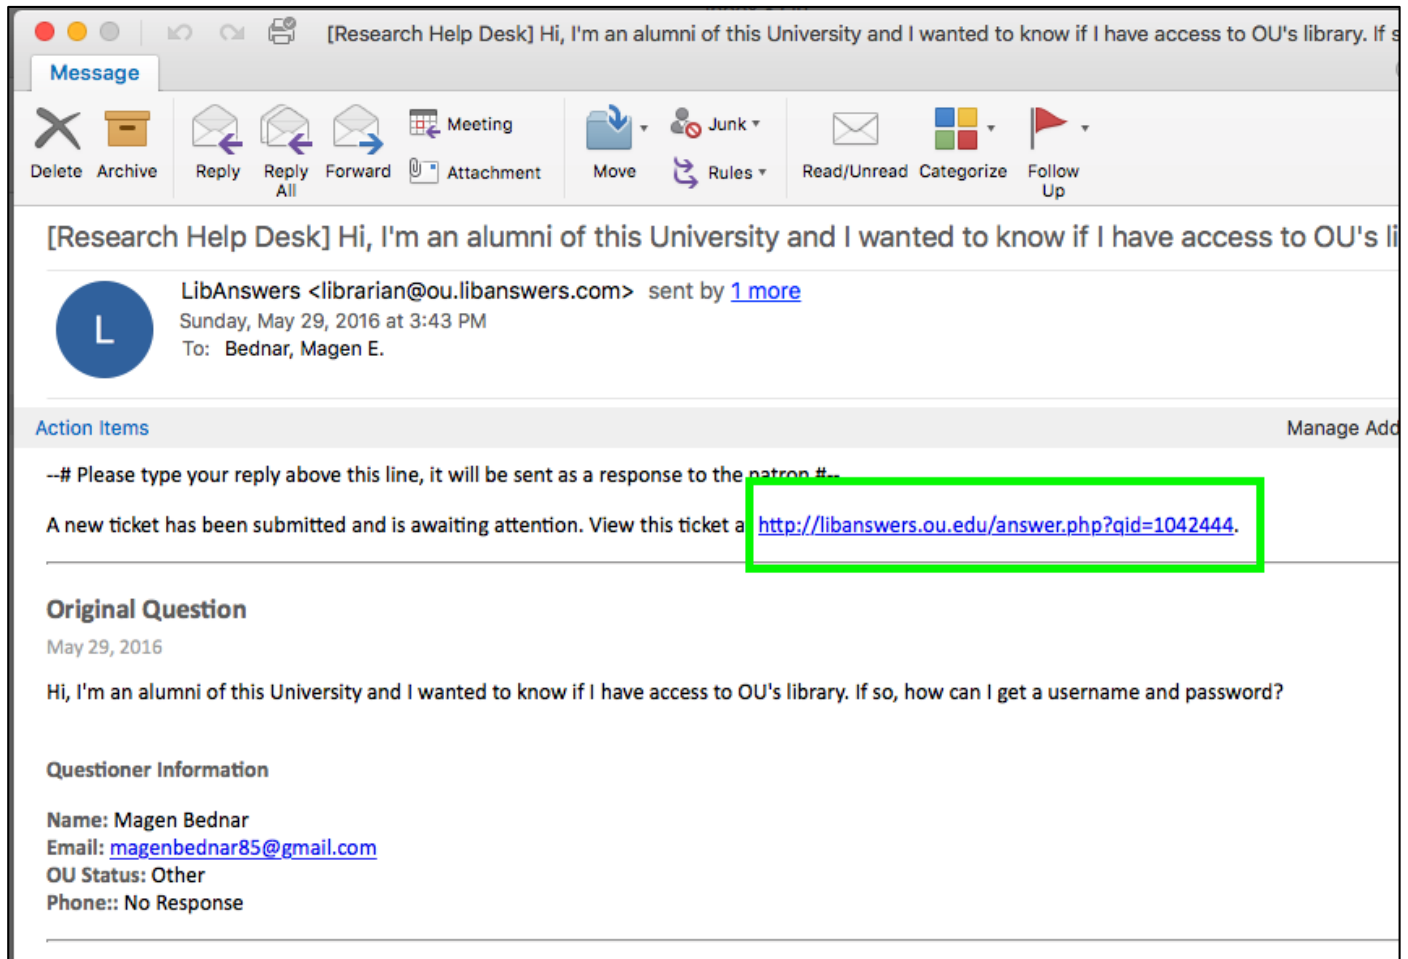 [Research Help Desk] Hi, I'm an alumni of this University and I wanted to know if I have access to OU's library. If s
Message
Delete Archive Reply Reply All Forward Meeting Attachment Move Junk Rules Read/Unread Categorize Follow Up
[Research Help Desk] Hi, I'm an alumni of this University and I wanted to know if I have access to OU's li
L
LibAnswers <librarian@ou.libanswers.com> sent by 1 more
Sunday, May 29, 2016 at 3:43 PM
To: Bednar, Magen E.
Action Items Manage Add
--# Please type your reply above this line, it will be sent as a response to the patron #--
A new ticket has been submitted and is awaiting attention. View this ticket a http://libanswers.ou.edu/answer.php?qid=1042444.
Original Question
May 29, 2016
Hi, I'm an alumni of this University and I wanted to know if I have access to OU's library. If so, how can I get a username and password?
Questioner Information
Name: Magen Bednar
Email: magenbednar85@gmail.com
OU Status: Other
Phone:: No Response